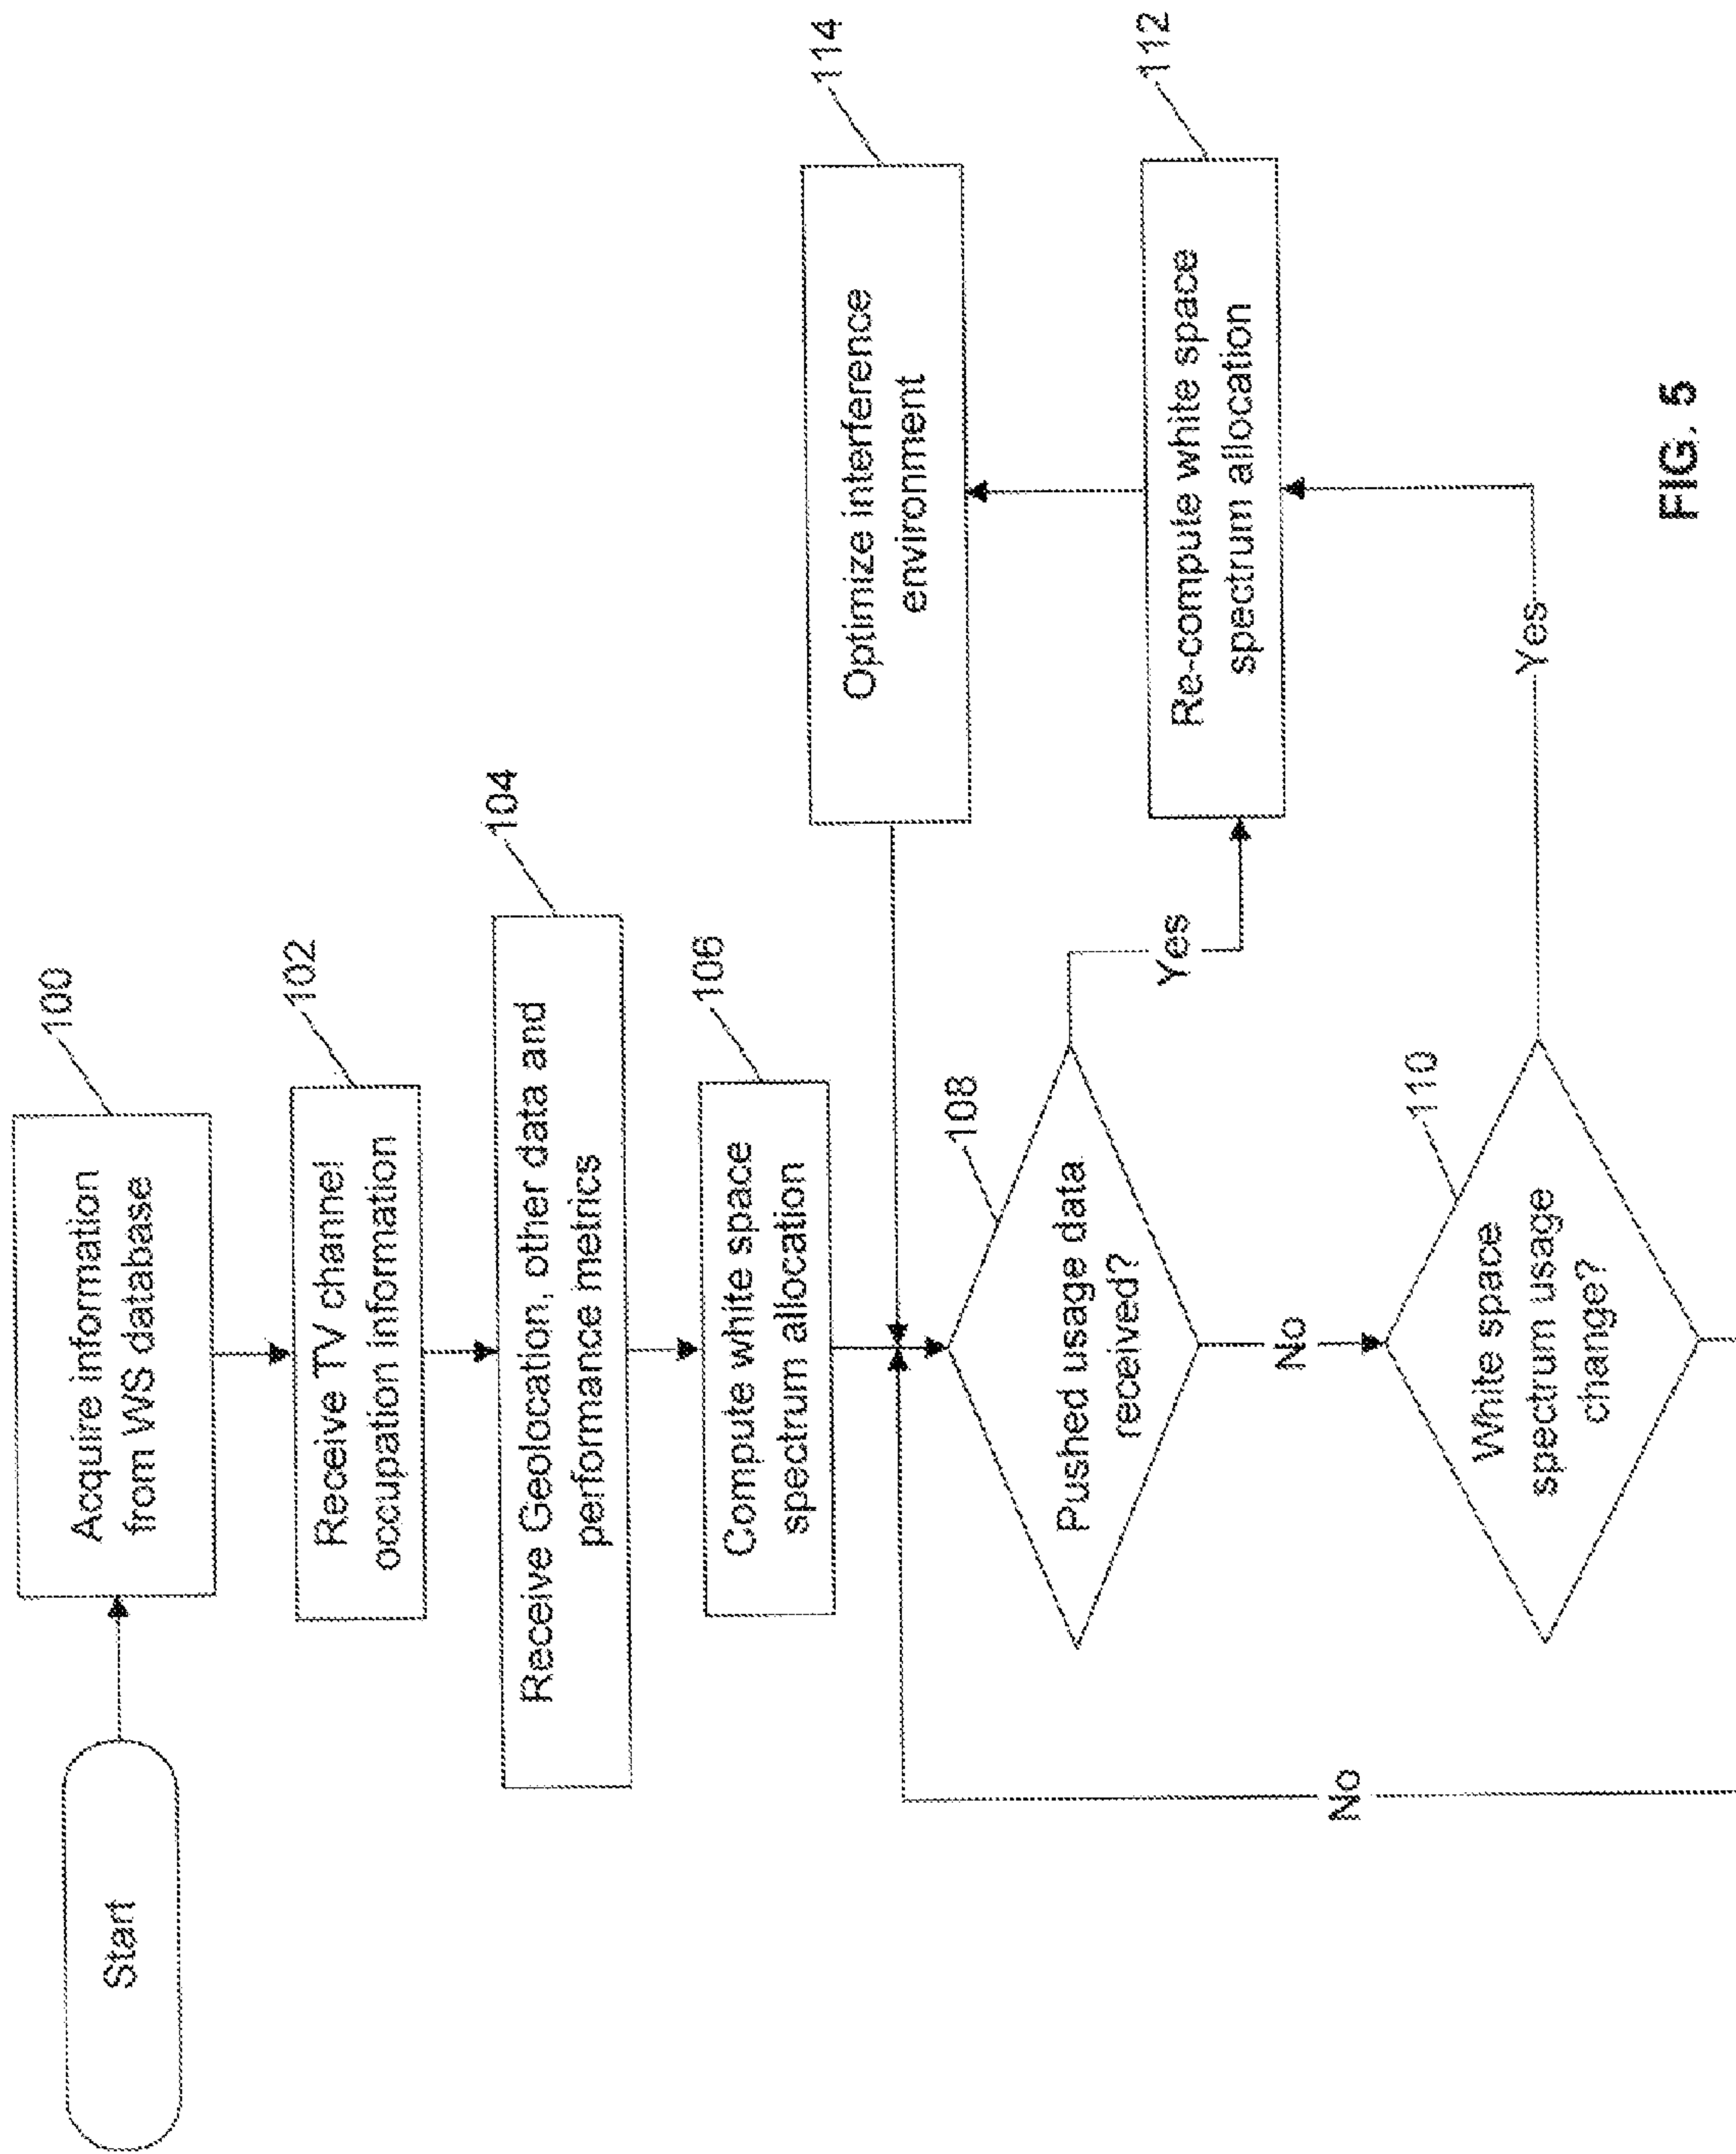 Start
Acquire information
from WS database
100
Receive TV channel
occupation information
102
Receive Geolocation, other data and
performance metrics
104
Compute white space
spectrum allocation
106
Pushed usage data
received?
108
Yes
No
White space
spectrum usage
change?
110
Yes
No
Re-compute white space
spectrum allocation
112
Optimize interference
environment
114
FIG. 5